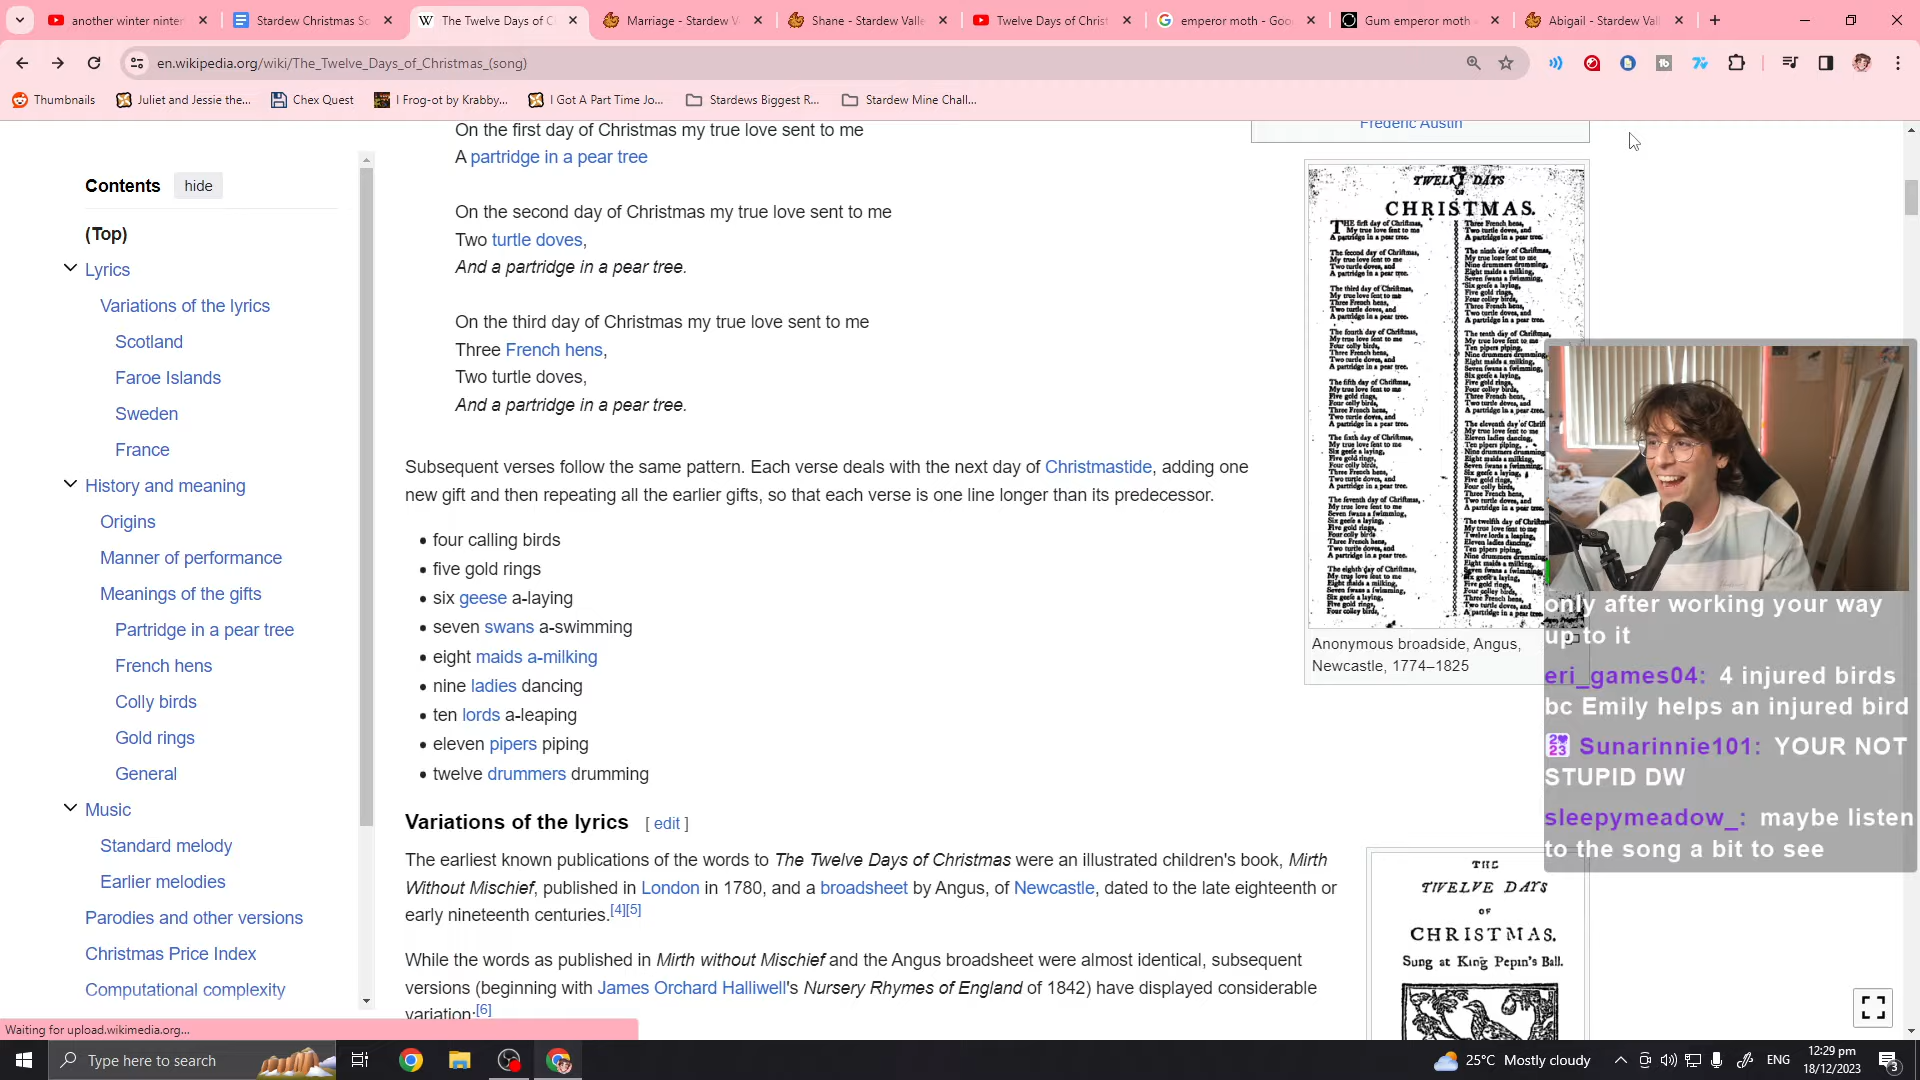 another winter ninter
Stardew Christmas So
The Twelve Days of C
Marriage - Stardew V
Shane - Stardew Valle
Twelve Days of Christ
emperor moth - Goo
Gum emperor moth
Abigail - Stardew Vall
en.wikipedia.org/wiki/The_Twelve_Days_of_Christmas_(song)
Thumbnails
Juliet and Jessie the...
Chex Quest
I Frog-ot by Krabby...
I Got A Part Time Jo...
Stardews Biggest R...
Stardew Mine Chall...
Contents hide
(Top)
Lyrics
Variations of the lyrics
Scotland
Faroe Islands
Sweden
France
History and meaning
Origins
Manner of performance
Meanings of the gifts
Partridge in a pear tree
French hens
Colly birds
Gold rings
General
Music
Standard melody
Earlier melodies
Parodies and other versions
Christmas Price Index
Computational complexity
On the first day of Christmas my true love sent to me
A partridge in a pear tree
On the second day of Christmas my true love sent to me
Two turtle doves,
And a partridge in a pear tree.
On the third day of Christmas my true love sent to me
Three French hens,
Two turtle doves,
And a partridge in a pear tree.
Subsequent verses follow the same pattern. Each verse deals with the next day of Christmastide, adding one
new gift and then repeating all the earlier gifts, so that each verse is one line longer than its predecessor.
• four calling birds
• five gold rings
• six geese a-laying
• seven swans a-swimming
• eight maids a-milking
• nine ladies dancing
• ten lords a-leaping
• eleven pipers piping
• twelve drummers drumming
Variations of the lyrics [ edit ]
The earliest known publications of the words to The Twelve Days of Christmas were an illustrated children's book, Mirth
Without Mischief, published in London in 1780, and a broadsheet by Angus, of Newcastle, dated to the late eighteenth or
early nineteenth centuries.[4][5]
While the words as published in Mirth without Mischief and the Angus broadsheet were almost identical, subsequent
versions (beginning with James Orchard Halliwell's Nursery Rhymes of England of 1842) have displayed considerable
variation:[6]
Frederic Austin
THE
TWELVE DAYS
OF
CHRISTMAS.
Anonymous broadside, Angus,
Newcastle, 1774–1825
only after working your way
up to it
eri_games04: 4 injured birds
bc Emily helps an injured bird
Sunarinnie101: YOUR NOT
STUPID DW
sleepymeadow_: maybe listen
to the song a bit to see
THE
TWELVE DAYS
OF
CHRISTMAS.
Sung at King Pepin's Ball.
Waiting for upload.wikimedia.org...
Type here to search
25°C Mostly cloudy
ENG
12:29 pm
18/12/2023
3